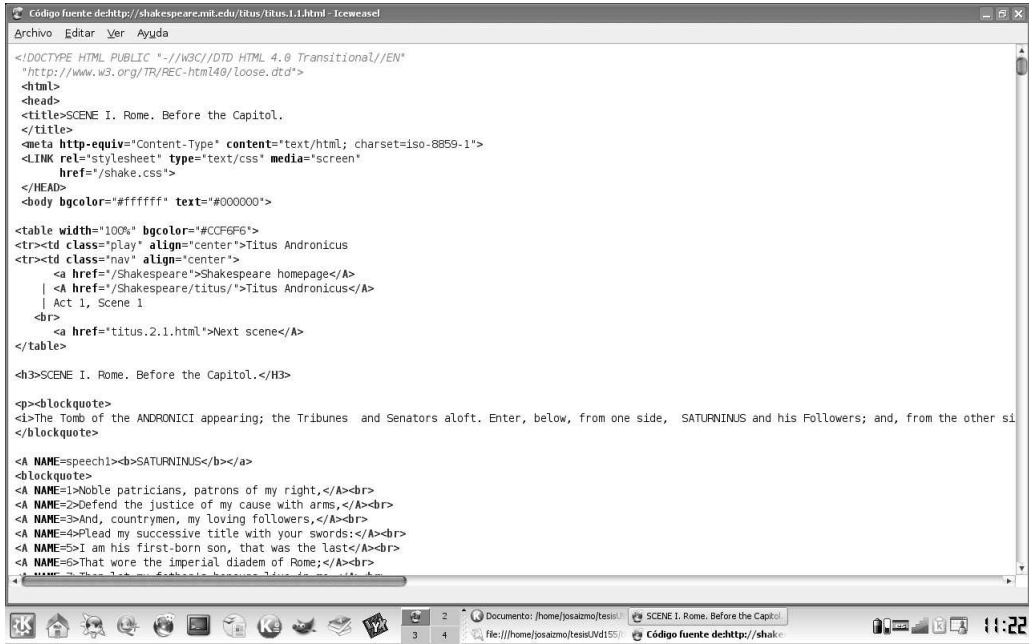 Código fuente de:http://shakespeare.mit.edu/titus/titus.1.1.html - Iceweasel
Archivo Editar Ver Ayuda
<!DOCTYPE HTML PUBLIC "-//W3C//DTD HTML 4.0 Transitional//EN"
"http://www.w3.org/TR/REC-html40/loose.dtd">
<html>
<head>
<title>SCENE I. Rome. Before the Capitol.
</title>
<meta http-equiv="Content-Type" content="text/html; charset=iso-8859-1">
<LINK rel="stylesheet" type="text/css" media="screen"
href="/shake.css">
</HEAD>
<body bgcolor="#ffffff" text="#000000">
<table width="100%" bgcolor="#CCF6F6">
<tr><td class="play" align="center">Titus Andronicus
<tr><td class="nav" align="center">
<a href="/Shakespeare">Shakespeare homepage</A>
| <A href="/Shakespeare/titus/">Titus Andronicus</A>
| Act 1, Scene 1
<br>
<a href="titus.2.1.html">Next scene</A>
</table>
<h3>SCENE I. Rome. Before the Capitol.</H3>
<p><blockquote>
<i>The Tomb of the ANDRONICI appearing; the Tribunes and Senators aloft. Enter, below, from one side, SATURNINUS and his Followers; and, from the other si
</blockquote>
<A NAME=speech1><b>SATURNINUS</b></a>
<blockquote>
<A NAME=1>Noble patricians, patrons of my right,</A><br>
<A NAME=2>Defend the justice of my cause with arms,</A><br>
<A NAME=3>And, countrymen, my loving followers,</A><br>
<A NAME=4>Plead my successive title with your swords:</A><br>
<A NAME=5>I am his first-born son, that was the last</A><br>
<A NAME=6>That wore the imperial diadem of Rome;</A><br>
2 Documento: /home/josaizmo/tesisU SCENE I. Rome. Before the Capitol.
3 4 file:///home/josaizmo/tesisUVd155/ Código fuente de:http://shake
11:22